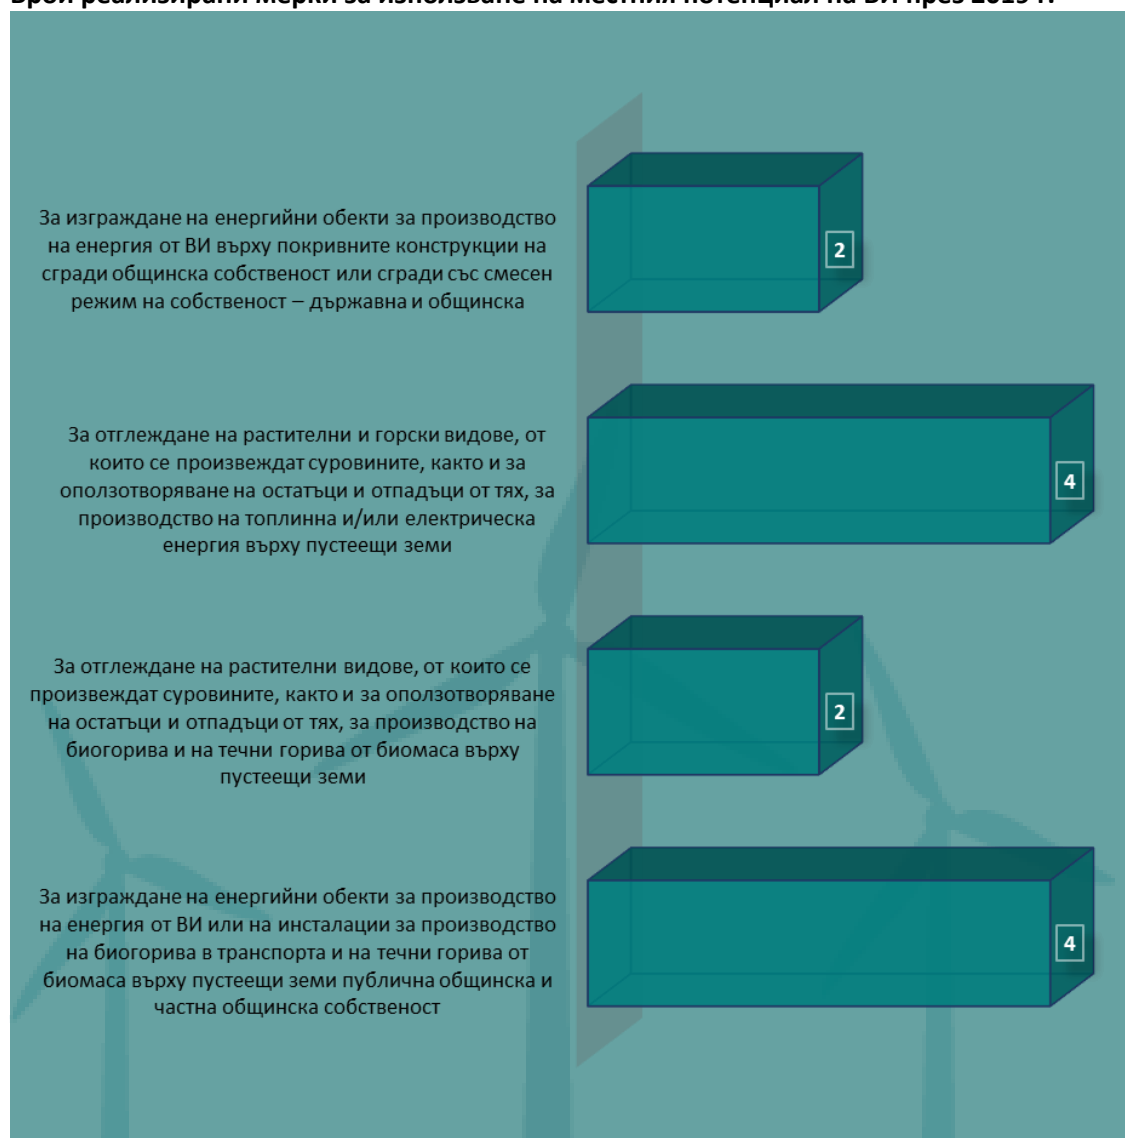 Брой реализирани мерки за използване на местния потенциал на ВИ през 2019 г.
За изграждане на енергийни обекти за производство
на енергия от ВИ върху покривните конструкции на
сгради общинска собственост или сгради със смесен
режим на собственост – държавна и общинска
2
За отглеждане на растителни и горски видове, от
които се произвеждат суровините, както и за
оползотворяване на остатъци и отпадъци от тях, за
производство на топлинна и/или електрическа
енергия върху пустеещи земи
4
За отглеждане на растителни видове, от които се
произвеждат суровините, както и за оползотворяване
на остатъци и отпадъци от тях, за производство на
биогорива и на течни горива от биомаса върху
пустеещи земи
2
За изграждане на енергийни обекти за производство
на енергия от ВИ или на инсталации за производство
на биогорива в транспорта и на течни горива от
биомаса върху пустеещи земи публична общинска и
частна общинска собственост
4